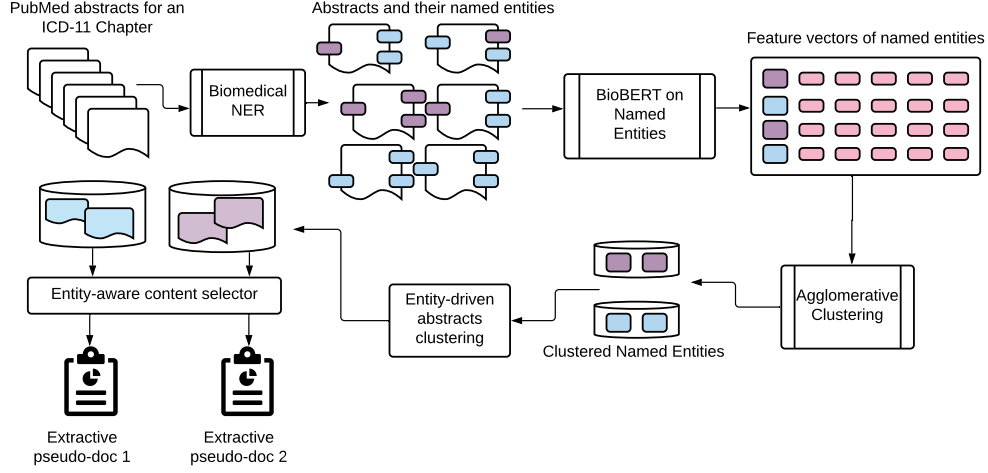 PubMed abstracts for an
ICD-11 Chapter
Abstracts and their named entities
Biomedical
NER
BioBERT on
Named
Entities
Feature vectors of named entities
Agglomerative
Clustering
Clustered Named Entities
Entity-driven
abstracts
clustering
Entity-aware content selector
Extractive
pseudo-doc 1
Extractive
pseudo-doc 2